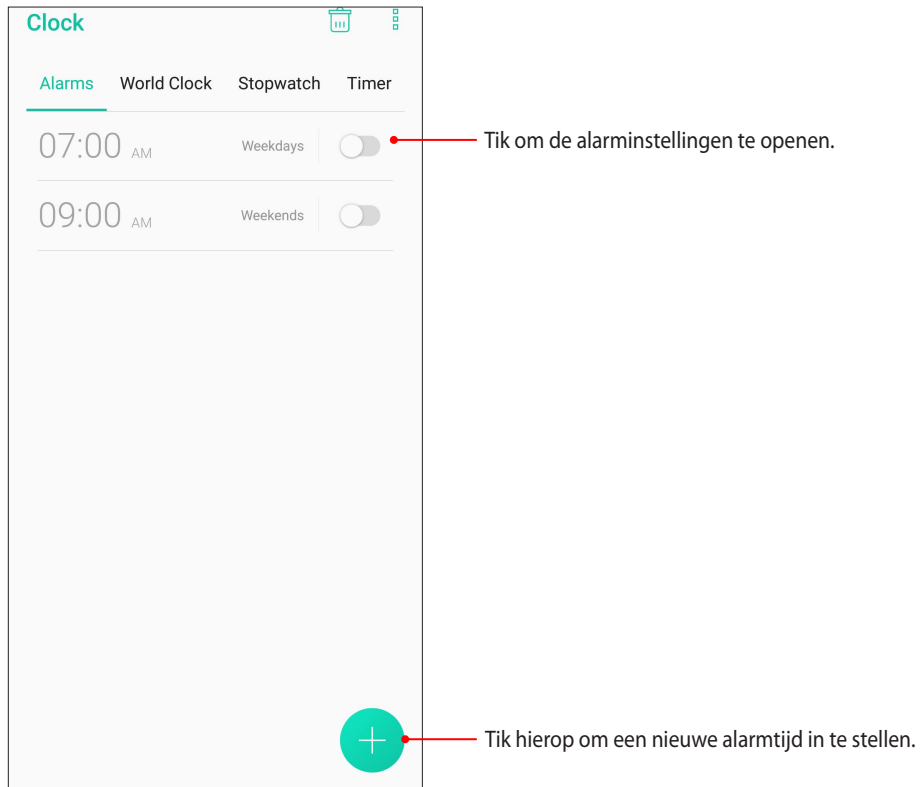 Clock
Alarms World Clock Stopwatch Timer
07:00 AM Weekdays
Tik om de alarminstellingen te openen.
09:00 AM Weekends
Tik hierop om een nieuwe alarmtijd in te stellen.